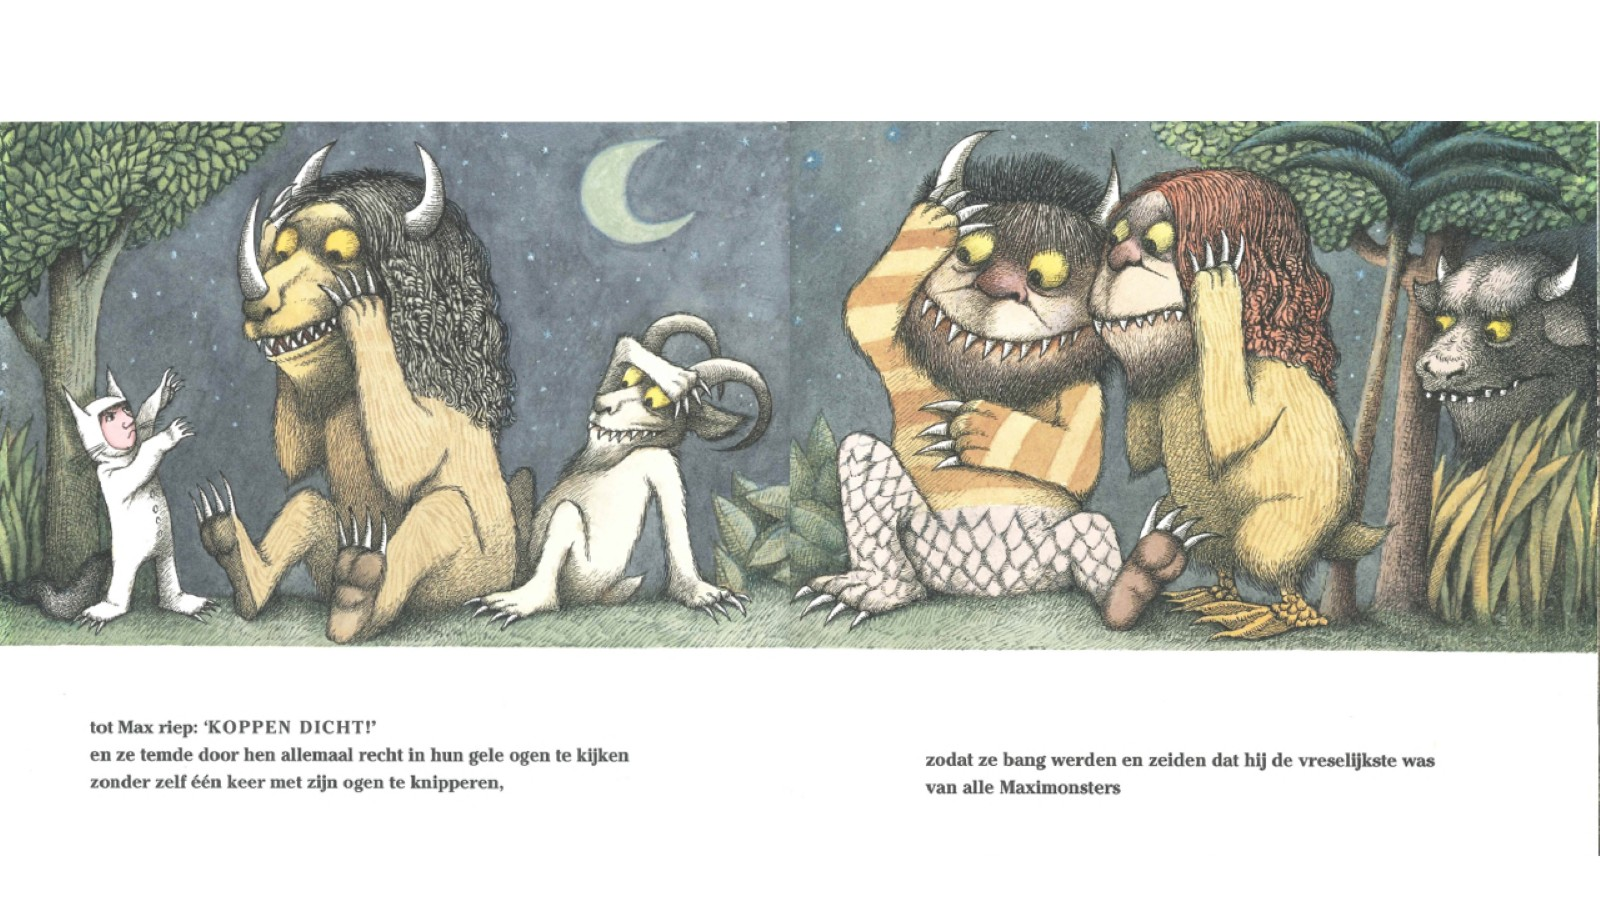 tot Max riep: ‘KOPPEN DICHT!’
en ze temde door hen allemaal recht in hun gele ogen te kijken
zonder zelf één keer met zijn ogen te knipperen,
zodat ze bang werden en zeiden dat hij de vreselijkste was
van alle Maximonsters